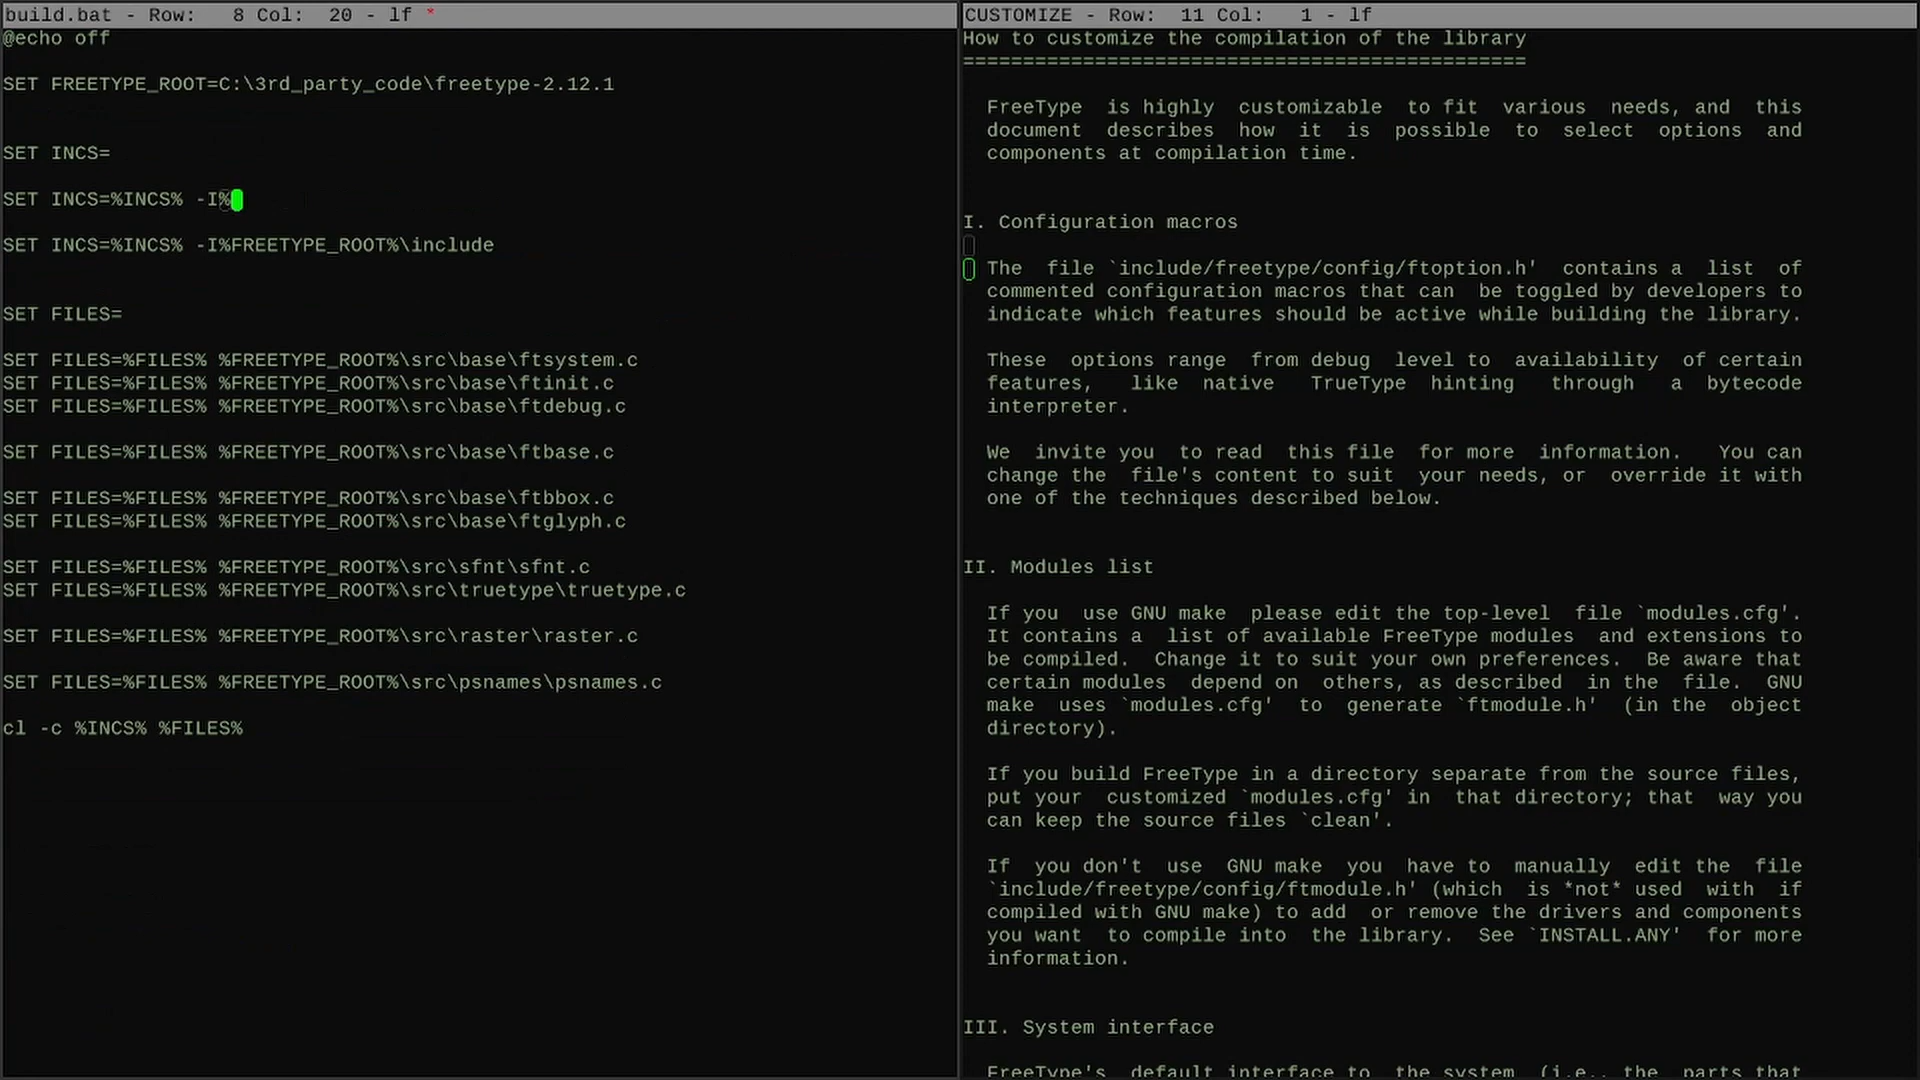 build.bat - Row:   8 Col:  20 - lf *
@echo off
SET FREETYPE_ROOT=C:\3rd_party_code\freetype-2.12.1
SET INCS=
SET INCS=%INCS% -I%
SET INCS=%INCS% -I%FREETYPE_ROOT%\include
SET FILES=
SET FILES=%FILES% %FREETYPE_ROOT%\src\base\ftsystem.c
SET FILES=%FILES% %FREETYPE_ROOT%\src\base\ftinit.c
SET FILES=%FILES% %FREETYPE_ROOT%\src\base\ftdebug.c
SET FILES=%FILES% %FREETYPE_ROOT%\src\base\ftbase.c
SET FILES=%FILES% %FREETYPE_ROOT%\src\base\ftbbox.c
SET FILES=%FILES% %FREETYPE_ROOT%\src\base\ftglyph.c
SET FILES=%FILES% %FREETYPE_ROOT%\src\sfnt\sfnt.c
SET FILES=%FILES% %FREETYPE_ROOT%\src\truetype\truetype.c
SET FILES=%FILES% %FREETYPE_ROOT%\src\raster\raster.c
SET FILES=%FILES% %FREETYPE_ROOT%\src\psnames\psnames.c
cl -c %INCS% %FILES%
CUSTOMIZE - Row:  11 Col:   1 - lf
How to customize the compilation of the library
===============================================
FreeType  is highly  customizable  to fit  various  needs, and  this
document  describes  how  it  is  possible  to  select  options  and
components at compilation time.
I. Configuration macros
The  file `include/freetype/config/ftoption.h'  contains a  list  of
commented configuration macros that can  be toggled by developers to
indicate which features should be active while building the library.
These  options range  from debug  level to  availability  of certain
features,   like  native   TrueType  hinting   through   a  bytecode
interpreter.
We  invite you  to read  this file  for more  information.   You can
change the  file's content to suit  your needs, or  override it with
one of the techniques described below.
II. Modules list
If you  use GNU make  please edit the top-level  file `modules.cfg'.
It contains a  list of available FreeType modules  and extensions to
be compiled.  Change it to suit your own preferences.  Be aware that
certain modules  depend on  others, as described  in the  file.  GNU
make  uses `modules.cfg'  to  generate `ftmodule.h'  (in the  object
directory).
If you build FreeType in a directory separate from the source files,
put your  customized `modules.cfg' in  that directory; that  way you
can keep the source files `clean'.
If  you don't  use  GNU make  you  have to  manually  edit the  file
`include/freetype/config/ftmodule.h' (which  is *not* used  with  if
compiled with GNU make) to add  or remove the drivers and components
you want  to compile into  the library.  See `INSTALL.ANY'  for more
information.
III. System interface
FreeType's  default interface to  the system  (i.e., the  parts that